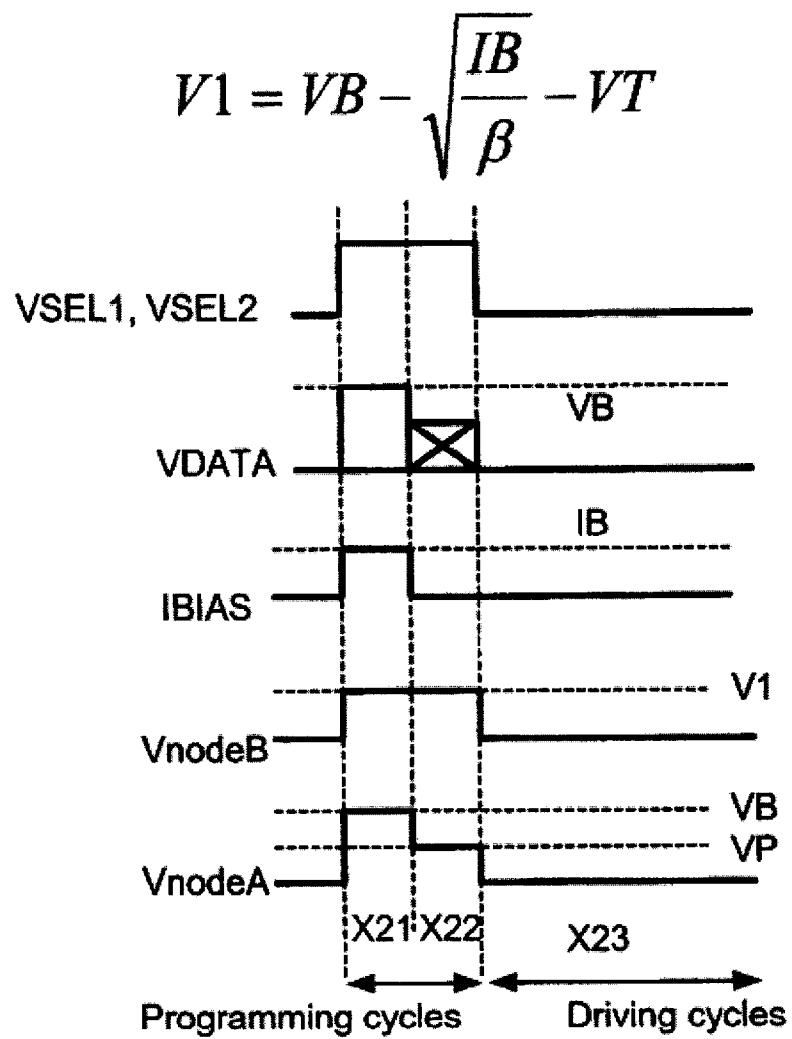 V1 = VB - √(IB/β) - VT
VSEL1, VSEL2
VB
VDATA
IB
IBIAS
V1
VnodeB
VB
VP
VnodeA
X21 X22 X23
Programming cycles Driving cycles